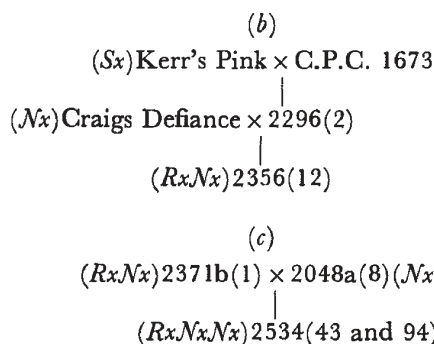 (b)
(Sx)Kerr's Pink × C.P.C. 1673
(Nx)Craigs Defiance × 2296(2)
(RxNx)2356(12)
(c)
(RxNx)2371b(1) × 2048a(8)(Nx
(RxNxNx)2534(43 and 94)